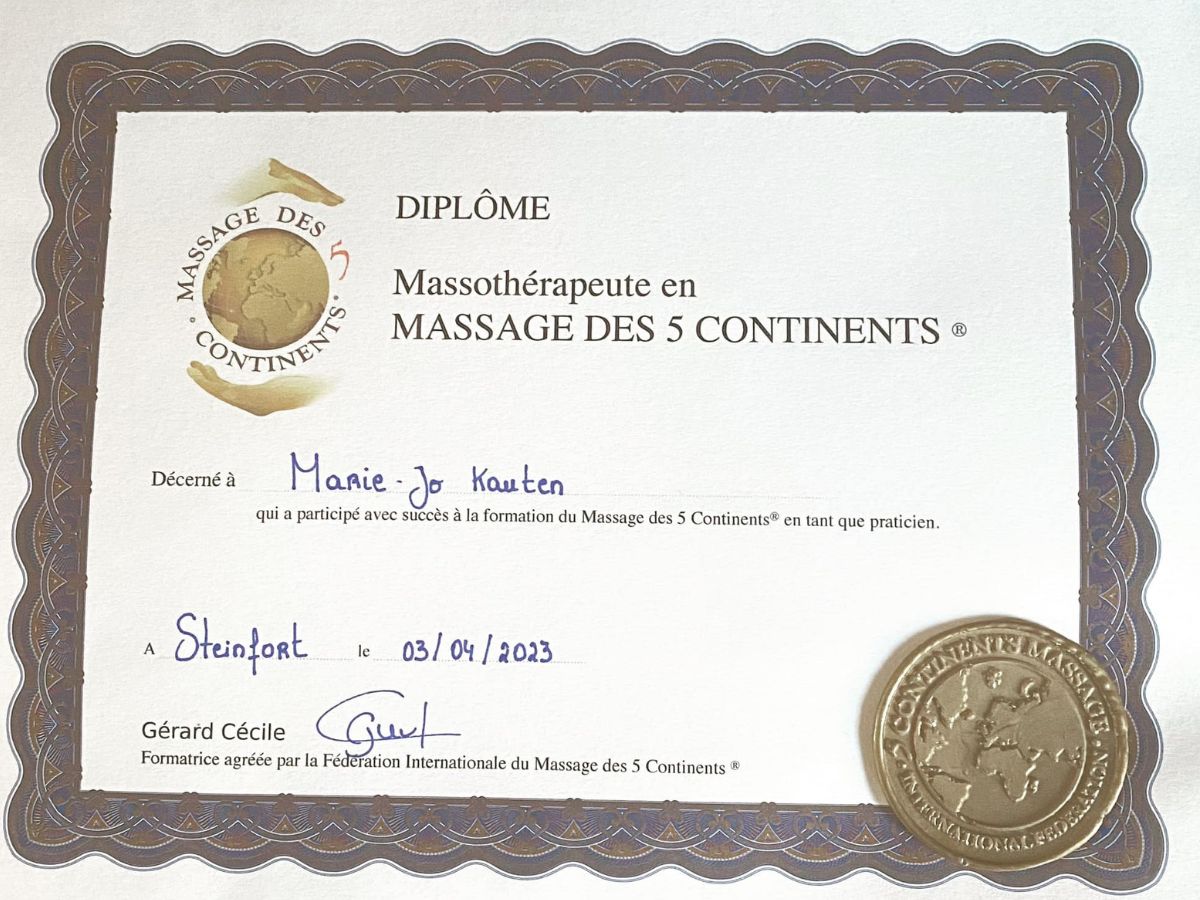 MASSAGE DES 5 CONTINENTS
DIPLÔME
Massothérapeute en
MASSAGE DES 5 CONTINENTS ®
Décerné à Marie-Jo Kauten
qui a participé avec succès à la formation du Massage des 5 Continents® en tant que praticien.
A Steinfort le 03/04/2023
Gérard Cécile
Formatrice agréée par la Fédération Internationale du Massage des 5 Continents ®
5 CONTINENTS MASSAGE
INTERNATIONAL FEDERATION